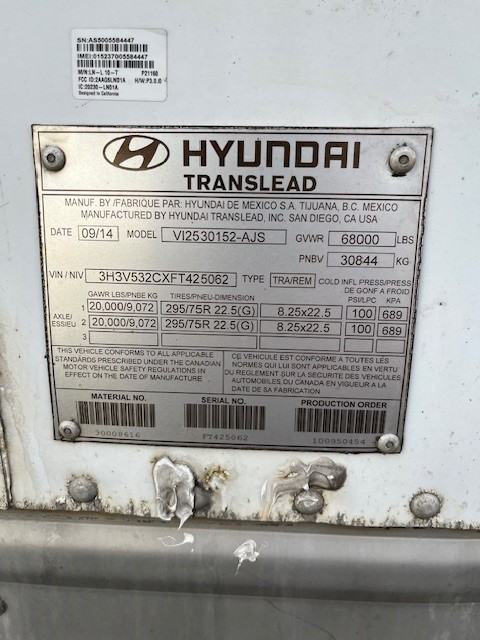 SN:AS5005584447
IMEI:015237005584447
M/N:LN-L 10-T P21160
FCC ID:2AAG5LN01A H/W:P3.0.0
IC:20230-LN01A
Designed in California
HYUNDAI
TRANSLEAD
MANUF. BY /FABRIQUE PAR: HYUNDAI DE MEXICO S.A. TIJUANA, B.C. MEXICO
MANUFACTURED BY HYUNDAI TRANSLEAD, INC. SAN DIEGO, CA USA
DATE 09/14 MODEL VI2530152-AJS GVWR 68000 LBS
PNBV 30844 KG
VIN / NIV 3H3V532CXFT425062 TYPE TRA/REM COLD INFL PRESS/PRESS DE GONF A FROID
GAWR LBS/PNBE KG TIRES/PNEU-DIMENSION PSI/LPC KPA
AXLE/ESSIEU
1 20,000/9,072 295/75R 22.5(G) 8.25x22.5 100 689
2 20,000/9,072 295/75R 22.5(G) 8.25x22.5 100 689
3
THIS VEHICLE CONFORMS TO ALL APPLICABLE
STANDARDS PRESCRIBED UNDER THE CANADIAN
MOTOR VEHICLE SAFETY REGULATIONS IN
EFFECT ON THE DATE OF MANUFACTURE
CE VÉHICULE EST CONFORME A TOUTES LES
NORMES QUI LUI SONT APPLICABLES EN VERTU
DU REGLEMENT SUR LA SECURITE DES VEHICULES
AUTOMOBILES DU CANADA EN VIGUEUR A LA
DATE DE SA FABRICATION
MATERIAL NO. SERIAL NO. PRODUCTION ORDER
30008616 FT425062 100950454